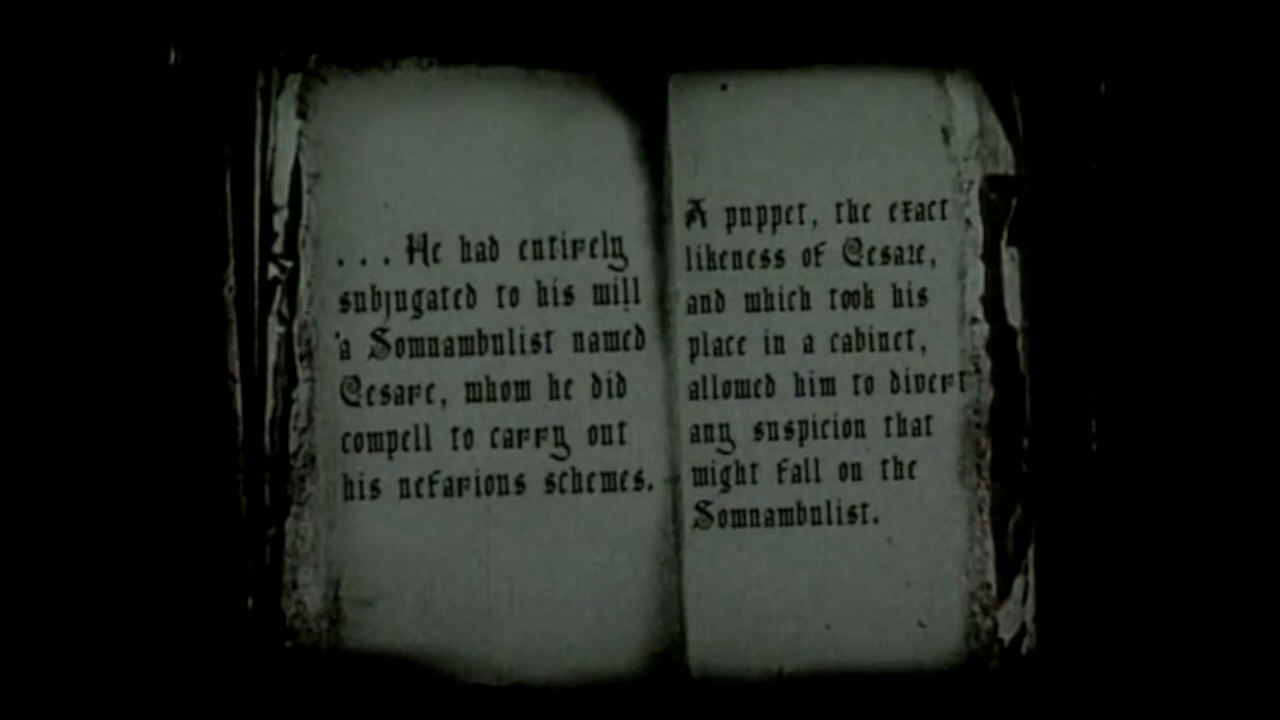 . . . He had entirely
subjugated to his will
a Somnambulist named
Cesare, whom he did
compell to carry out
his nefarious schemes.
A puppet, the exact
likeness of Cesare,
and which took his
place in a cabinet,
allowed him to divert
any suspicion that
might fall on the
Somnambulist.